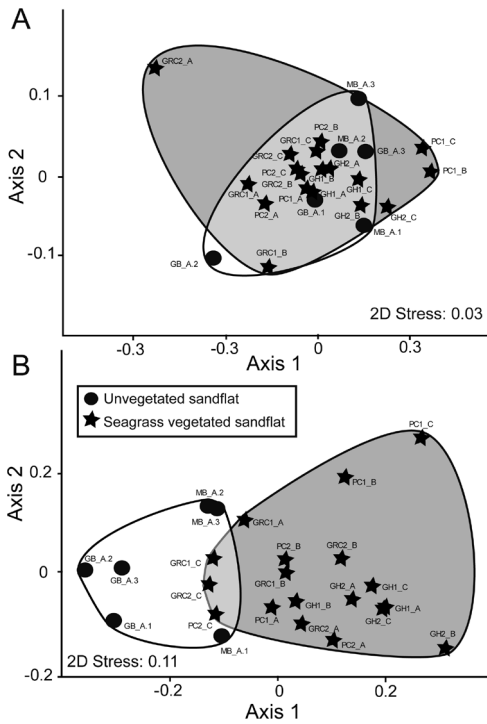 A
GRC2_A
MB_A.3
0.1
PC2_B
GRC1_C
MB_A.2
PC1_C
GRC2_C
GB_A.3
GH2_A
PC2_C
PC1_B
Axis 2
0
GRC2_B
GH1_B
GH1_C
GRC1_A
PC1_A
GH1_A
PC2_A
GB_A.1
GH2_B
GH2_C
MB_A.1
GRC1_B
-0.1
GB_A.2
2D Stress: 0.03
-0.3
-0.3
0
0.3
Axis 1
B
Unvegetated sandflat
Seagrass vegetated sandflat
PC1_C
0.2
PC1_B
MB_A.2
MB_A.3
GRC1_A
Axis 2
GB_A.2
GRC1_C
PC2_B
GRC2_B
0
GB_A.3
GRC1_B
GRC2_C
GH2_A
GH1_C
GH1_B
GH1_A
PC2_C
PC1_A
GH2_C
GB_A.1
GRC2_A
GH2_B
MB_A.1
PC2_A
2D Stress: 0.11
-0.2
-0.2
0
0.2
Axis 1